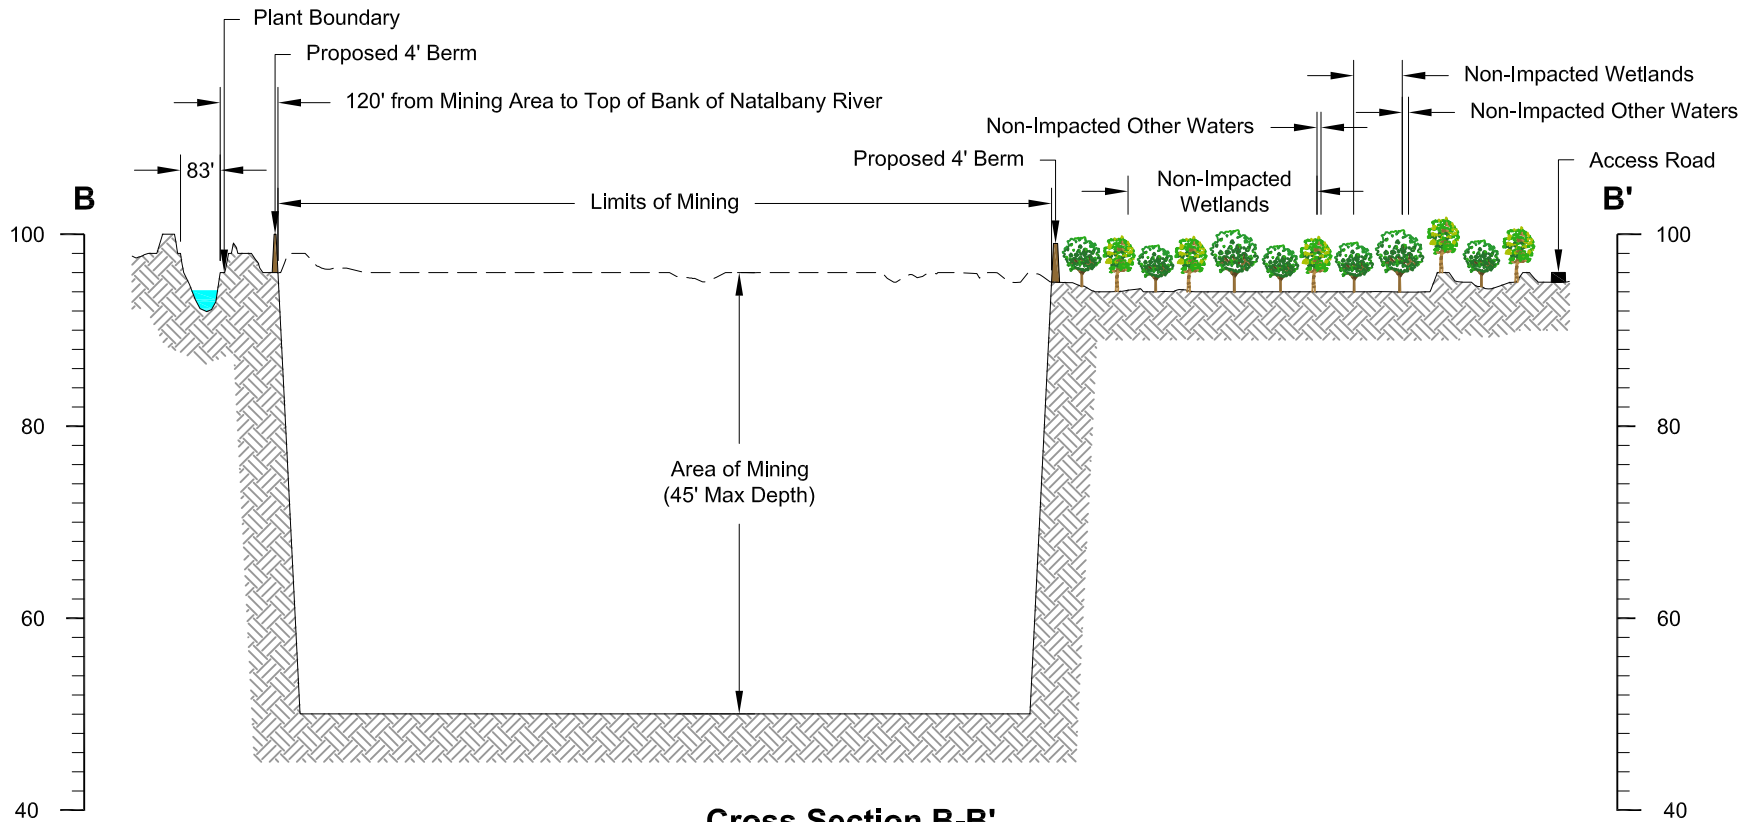 Plant Boundary
Proposed 4' Berm
120' from Mining Area to Top of Bank of Natalbany River
Non-Impacted Wetlands
Non-Impacted Other Waters
Non-Impacted Other Waters
Proposed 4' Berm
Access Road
83'
Non-Impacted
Wetlands
B
B'
Limits of Mining
100
100
80
80
Area of Mining
(45' Max Depth)
60
60
40
40
Cross Section B-B'